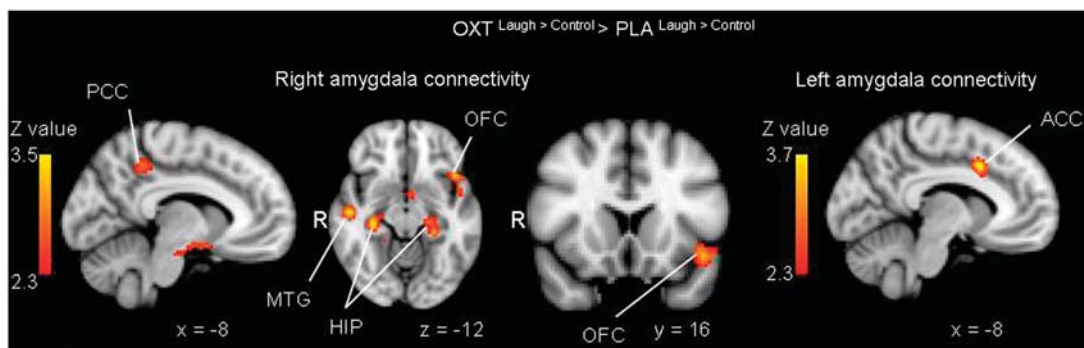 OXT Laugh > Control > PLA Laugh > Control
Right amygdala connectivity
Left amygdala connectivity
PCC
OFC
ACC
Z value
3.5
2.3
R
R
Z value
3.7
2.3
MTG
HIP
OFC
x = -8
z = -12
y = 16
x = -8